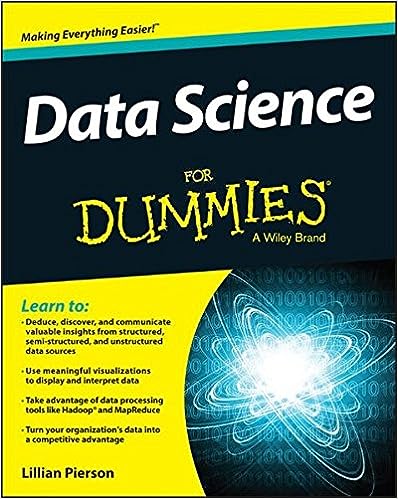 Making Everything Easier!™
Data Science
FOR
DUMMIES®
A Wiley Brand
Learn to:
• Deduce, discover, and communicate
valuable insights from structured,
semi-structured, and unstructured
data sources
• Use meaningful visualizations
to display and interpret data
• Take advantage of data processing
tools like Hadoop® and MapReduce
• Turn your organization's data into
a competitive advantage
Lillian Pierson